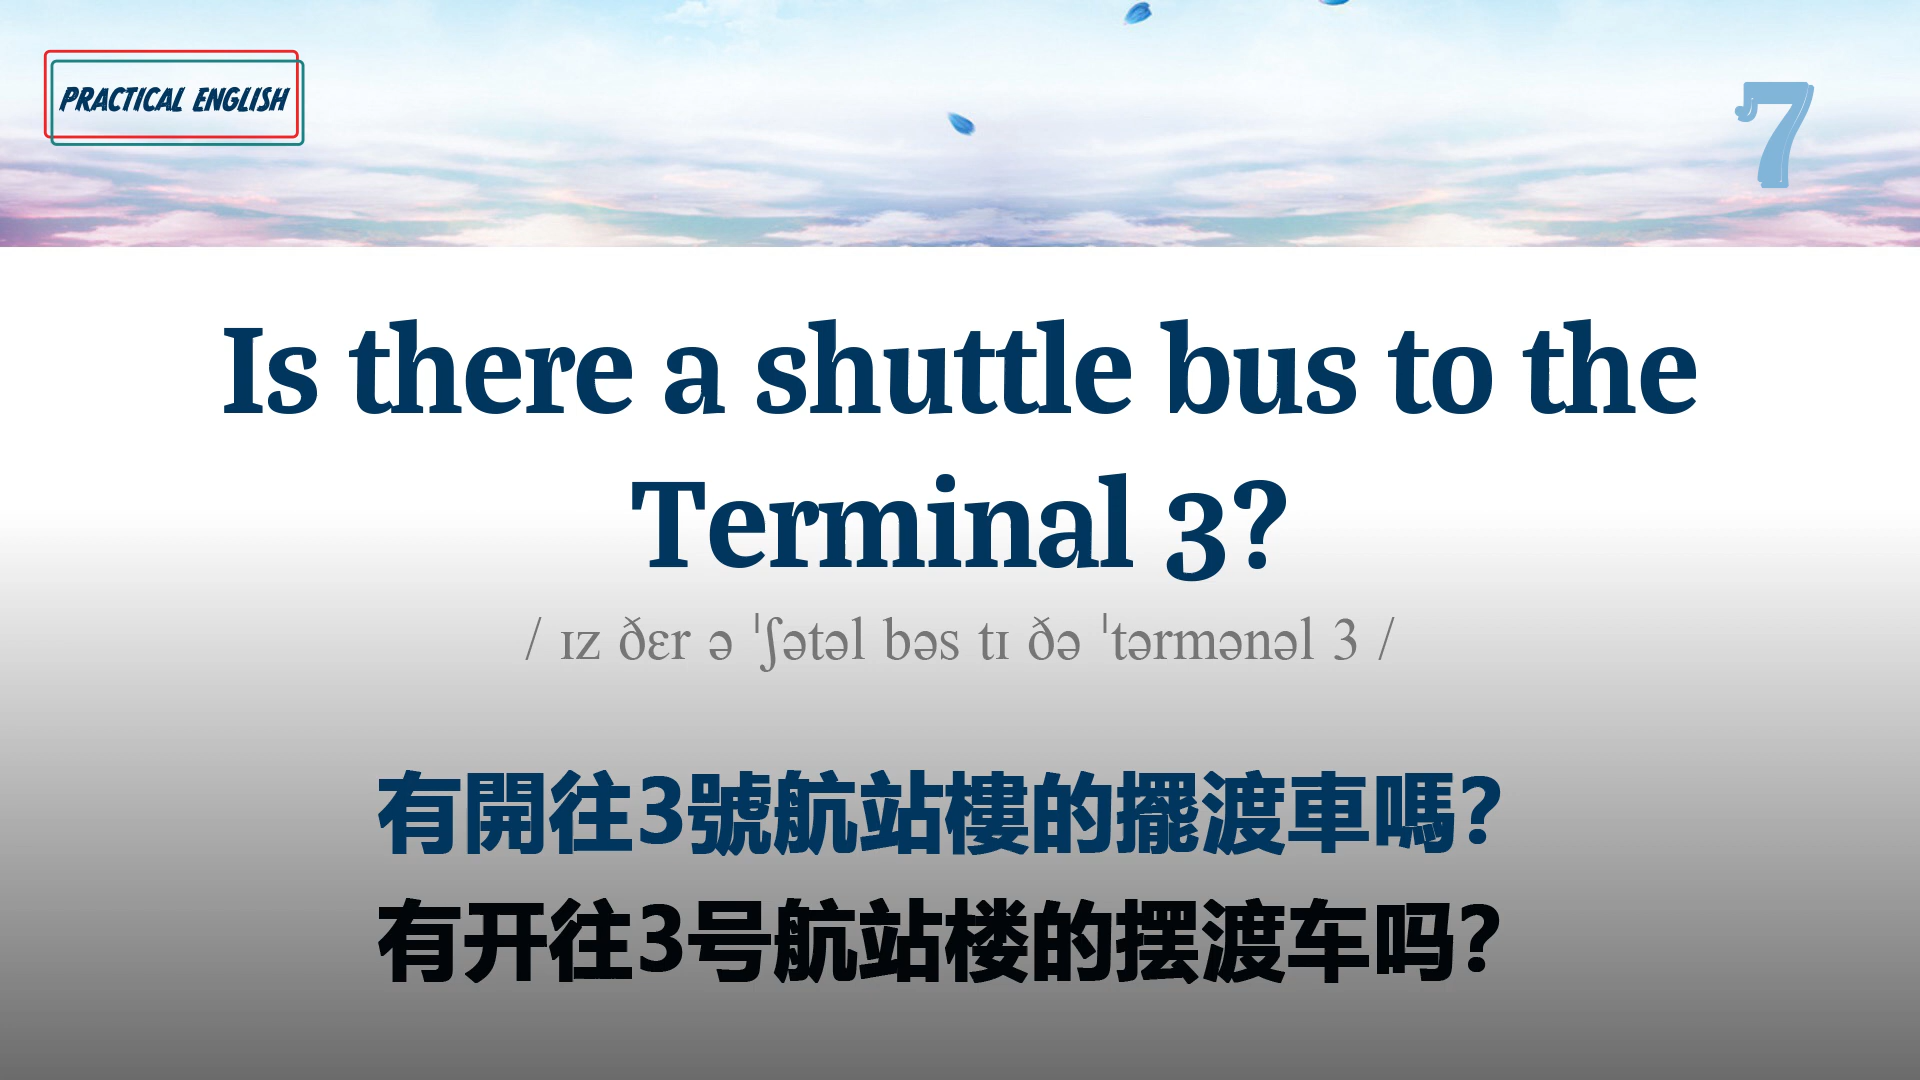 PRACTICAL ENGLISH
7
Is there a shuttle bus to the
Terminal 3?
/ ɪz ðɛr ə ˈʃətəl bəs tɪ ðə ˈtərmənəl 3 /
有開往3號航站樓的擺渡車嗎?
有开往3号航站楼的摆渡车吗?